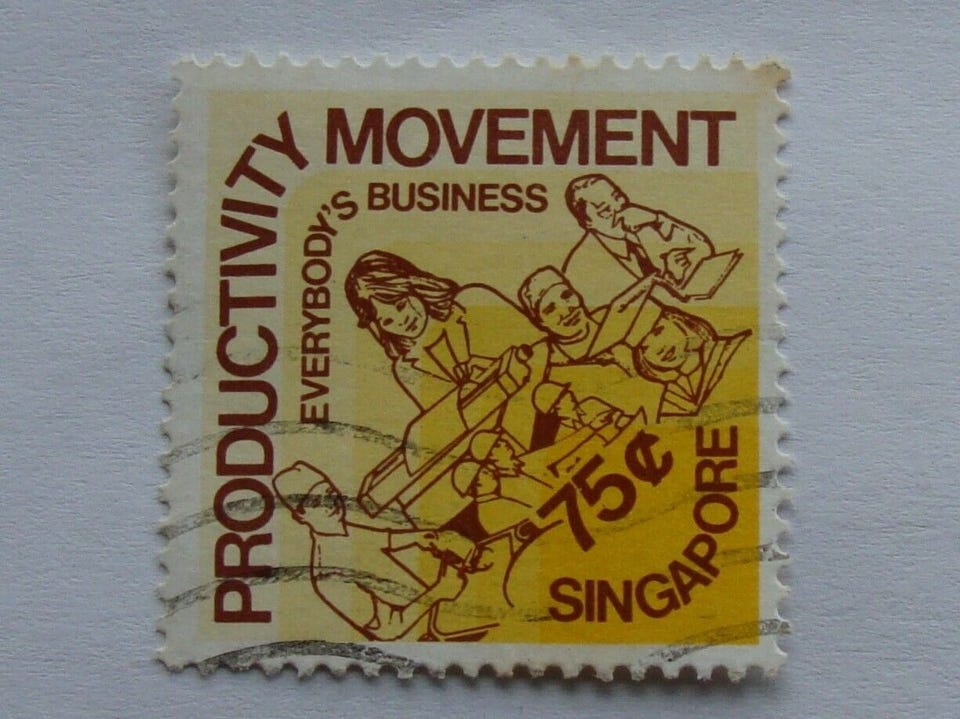 PRODUCTIVITY MOVEMENT
EVERYBODY'S BUSINESS
75¢
SINGAPORE